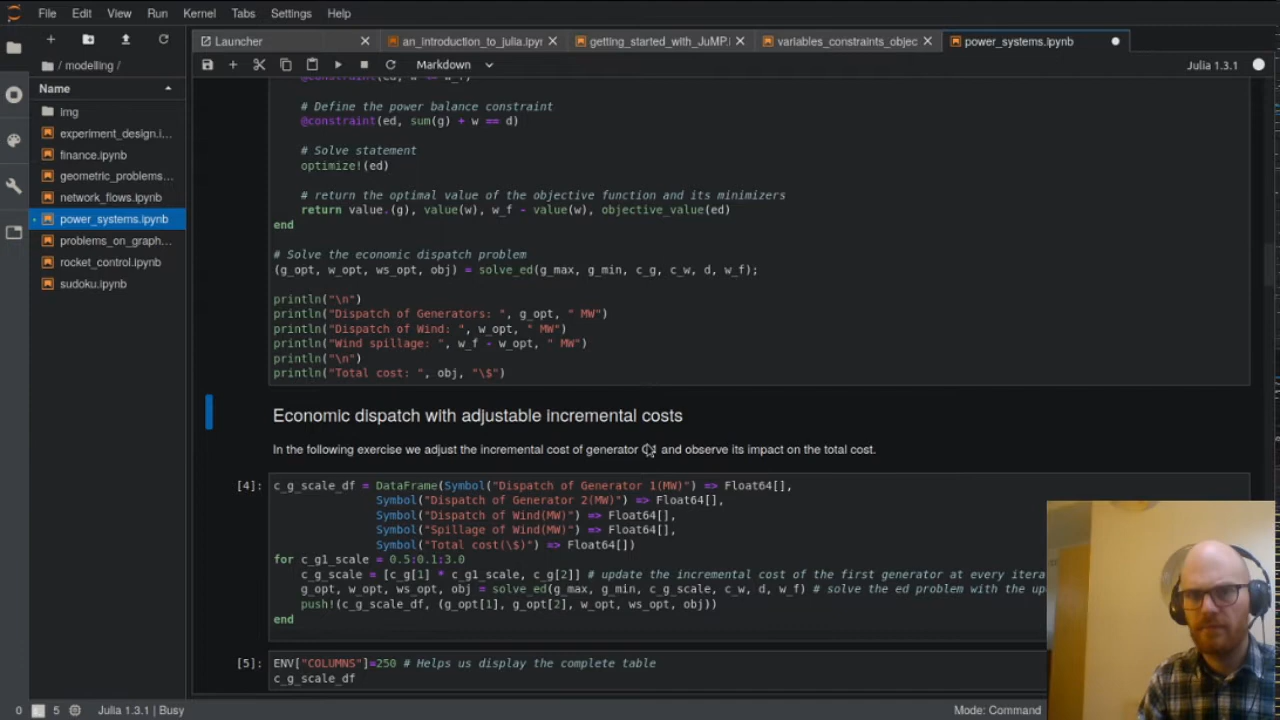 File Edit View Run Kernel Tabs Settings Help
Launcher an_introduction_to_julia.ipyn getting_started_with_JuMP.i variables_constraints_objec power_systems.ipynb
Markdown Julia 1.3.1
/ modelling /
Name
img
experiment_design.i...
finance.ipynb
geometric_problems...
network_flows.ipynb
power_systems.ipynb
problems_on_graph...
rocket_control.ipynb
sudoku.ipynb
@constraint(ed, w <= w_f)
# Define the power balance constraint
@constraint(ed, sum(g) + w == d)
# Solve statement
optimize!(ed)
# return the optimal value of the objective function and its minimizers
return value.(g), value(w), w_f - value(w), objective_value(ed)
end
# Solve the economic dispatch problem
(g_opt, w_opt, ws_opt, obj) = solve_ed(g_max, g_min, c_g, c_w, d, w_f);
println("\n")
println("Dispatch of Generators: ", g_opt, " MW")
println("Dispatch of Wind: ", w_opt, " MW")
println("Wind spillage: ", w_f - w_opt, " MW")
println("\n")
println("Total cost: ", obj, "\$")
Economic dispatch with adjustable incremental costs
In the following exercise we adjust the incremental cost of generator G1 and observe its impact on the total cost.
[4]: c_g_scale_df = DataFrame(Symbol("Dispatch of Generator 1(MW)") => Float64[],
Symbol("Dispatch of Generator 2(MW)") => Float64[],
Symbol("Dispatch of Wind(MW)") => Float64[],
Symbol("Spillage of Wind(MW)") => Float64[],
Symbol("Total cost(\$)") => Float64[])
for c_g1_scale = 0.5:0.1:3.0
c_g_scale = [c_g[1] * c_g1_scale, c_g[2]] # update the incremental cost of the first generator at every itera
g_opt, w_opt, ws_opt, obj = solve_ed(g_max, g_min, c_g_scale, c_w, d, w_f) # solve the ed problem with the up
push!(c_g_scale_df, (g_opt[1], g_opt[2], w_opt, ws_opt, obj))
end
[5]: ENV["COLUMNS"]=250 # Helps us display the complete table
c_g_scale_df
0 5 Julia 1.3.1 | Busy Mode: Command